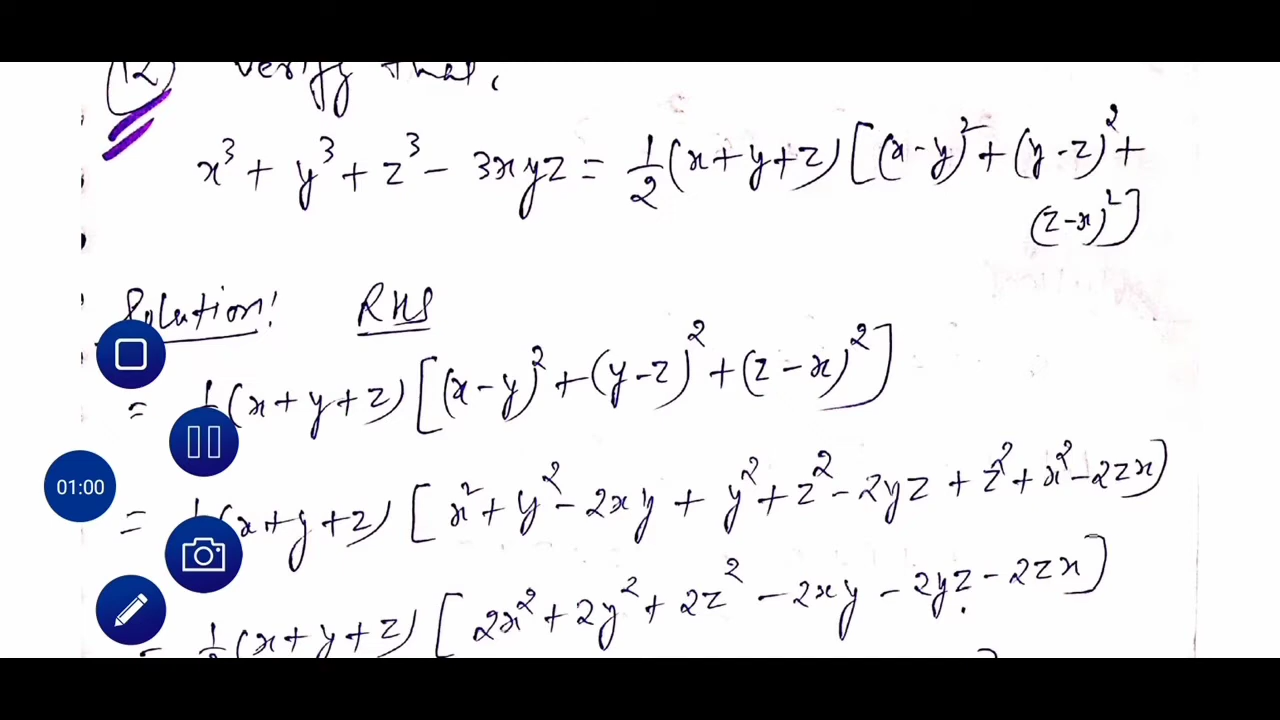 (12) Verify that,
x³ + y³ + z³ - 3xyz = 1/2 (x+y+z) [(x-y)² + (y-z)² +
(z-x)²]
Solution! RHS
= 1/2 (x+y+z) [(x-y)² + (y-z)² + (z-x)²]
= 1/2 (x+y+z) [x² + y² - 2xy + y² + z² - 2yz + z² + x² - 2zx]
01:00
= 1/2 (x+y+z) [2x² + 2y² + 2z² - 2xy - 2yz - 2zx]